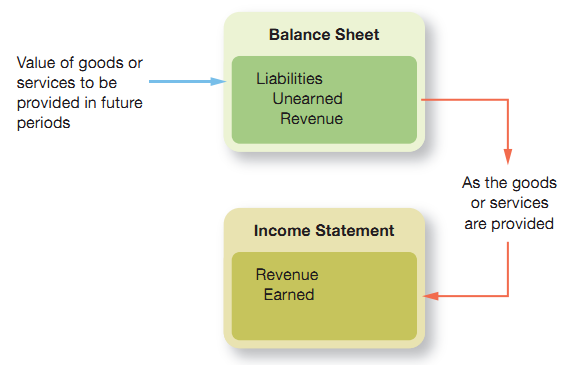 Balance Sheet
Value of goods or
services to be
provided in future
periods
Liabilities
Unearned
Revenue
As the goods
or services
are provided
Income Statement
Revenue
Earned